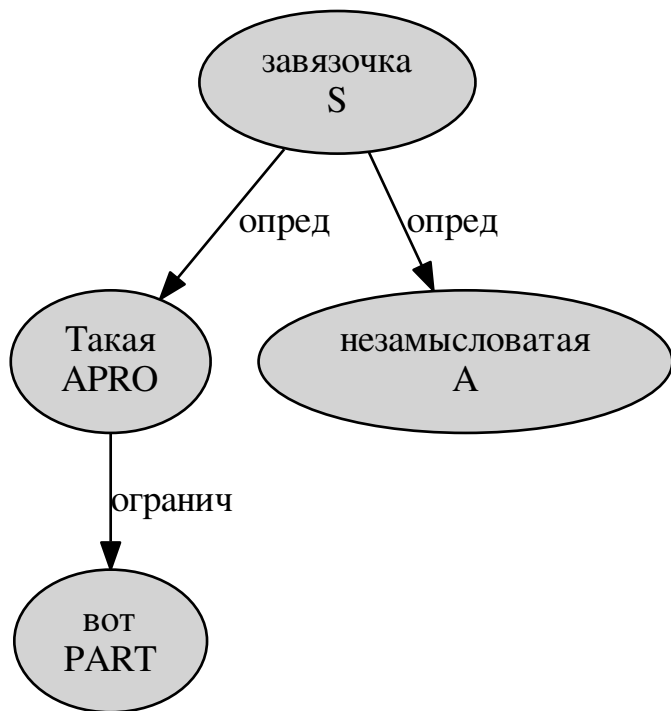 завязочка
S
опред
опред
Такая
APRO
незамысловатая
A
огранич
вот
PART